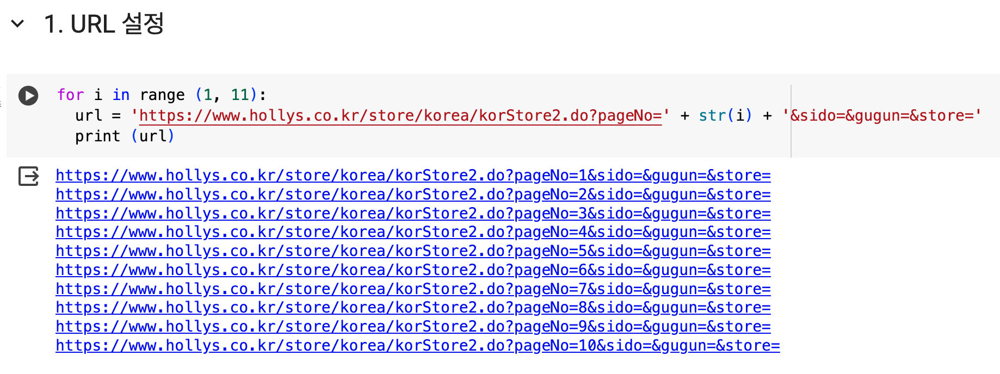 1. URL 설정
for i in range (1, 11):
  url = 'https://www.hollys.co.kr/store/korea/korStore2.do?pageNo=' + str(i) + '&sido=&gugun=&store='
  print (url)
https://www.hollys.co.kr/store/korea/korStore2.do?pageNo=1&sido=&gugun=&store=
https://www.hollys.co.kr/store/korea/korStore2.do?pageNo=2&sido=&gugun=&store=
https://www.hollys.co.kr/store/korea/korStore2.do?pageNo=3&sido=&gugun=&store=
https://www.hollys.co.kr/store/korea/korStore2.do?pageNo=4&sido=&gugun=&store=
https://www.hollys.co.kr/store/korea/korStore2.do?pageNo=5&sido=&gugun=&store=
https://www.hollys.co.kr/store/korea/korStore2.do?pageNo=6&sido=&gugun=&store=
https://www.hollys.co.kr/store/korea/korStore2.do?pageNo=7&sido=&gugun=&store=
https://www.hollys.co.kr/store/korea/korStore2.do?pageNo=8&sido=&gugun=&store=
https://www.hollys.co.kr/store/korea/korStore2.do?pageNo=9&sido=&gugun=&store=
https://www.hollys.co.kr/store/korea/korStore2.do?pageNo=10&sido=&gugun=&store=